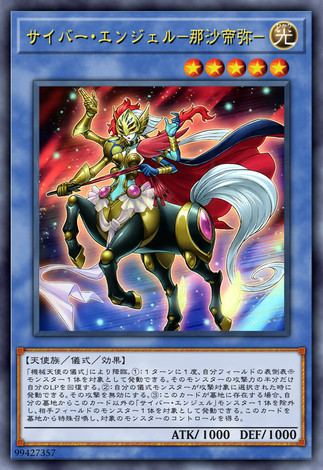 サイバー・エンジェル－那沙帝弥－
光
【天使族／儀式／効果】
「機械天使の儀式」により降臨。①：1ターンに1度、自分フィールドの表側表示
モンスター1体を対象として発動できる。そのモンスターの攻撃力の半分だけ
自分のLPを回復する。②：自分の儀式モンスターが攻撃対象に選択された時に
発動できる。その攻撃を無効にする。③：このカードが墓地に存在する場合、自
分の墓地からこのカード以外の「サイバー・エンジェル」モンスター1体を除外
し、相手フィールドのモンスター1体を対象として発動できる。このカードを
墓地から特殊召喚し、対象のモンスターのコントロールを得る。
ATK/ 1000 DEF/ 1000
99427357